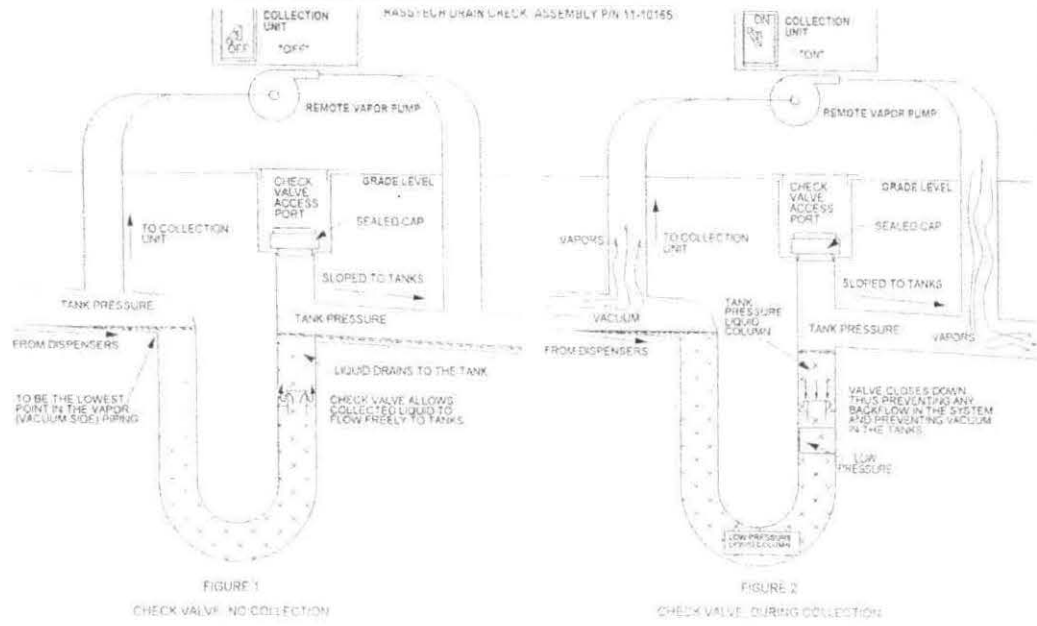 HASSTECH DRAIN CHECK ASSEMBLY P/N 11-10165
COLLECTION
UNIT
OFF
"OFF"
REMOTE VAPOR PUMP
CHECK
VALVE
ACCESS
PORT
GRADE LEVEL
SEALED CAP
TO COLLECTION
UNIT
SLOPED TO TANKS
TANK PRESSURE
TANK PRESSURE
FROM DISPENSERS
LIQUID DRAINS TO THE TANK
TO BE THE LOWEST
POINT IN THE VAPOR
(VACUUM SIDE) PIPING
CHECK VALVE ALLOWS
COLLECTED LIQUID TO
FLOW FREELY TO TANKS.
FIGURE 1
CHECK VALVE, NO COLLECTION
ON
COLLECTION
UNIT
"ON"
REMOTE VAPOR PUMP
CHECK
VALVE
ACCESS
PORT
GRADE LEVEL
SEALED CAP
VAPORS
TO COLLECTION
UNIT
SLOPED TO TANKS
VACUUM
TANK
PRESSURE
LIQUID
COLUMN
TANK PRESSURE
VAPORS
FROM DISPENSERS
VALVE CLOSES DOWN
THUS PREVENTING ANY
BACKFLOW IN THE SYSTEM
AND PREVENTING VACUUM
IN THE TANKS.
LOW
PRESSURE
LOW PRESSURE
LIQUID COLUMN
FIGURE 2
CHECK VALVE, DURING COLLECTION